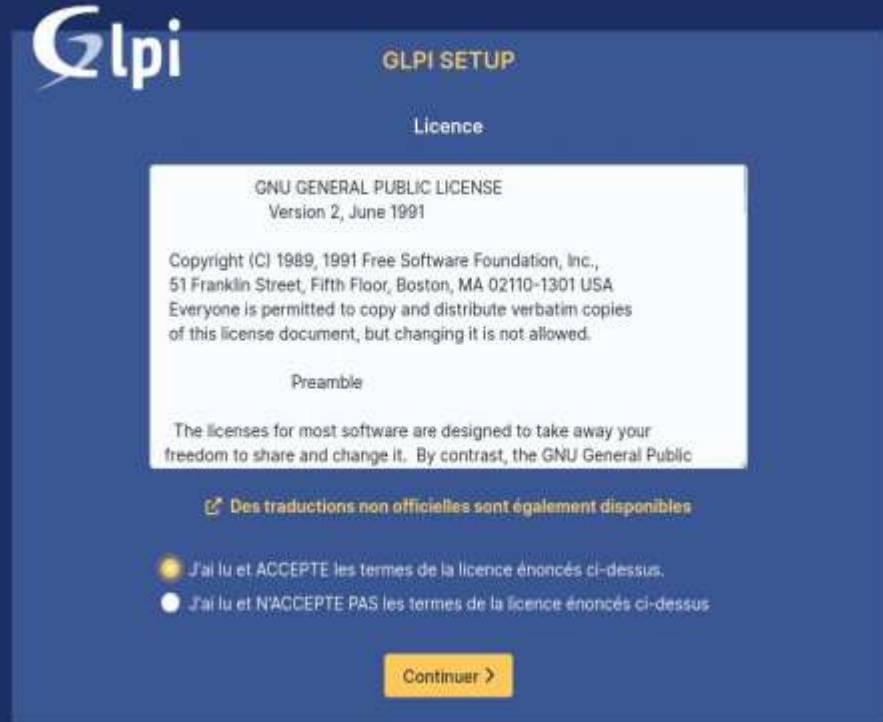 Glpi
GLPI SETUP
Licence
GNU GENERAL PUBLIC LICENSE
Version 2, June 1991
Copyright (C) 1989, 1991 Free Software Foundation, Inc.,
51 Franklin Street, Fifth Floor, Boston, MA 02110-1301 USA
Everyone is permitted to copy and distribute verbatim copies
of this license document, but changing it is not allowed.
Preamble
The licenses for most software are designed to take away your
freedom to share and change it. By contrast, the GNU General Public
Des traductions non officielles sont également disponibles
J'ai lu et ACCEPTE les termes de la licence énoncés ci-dessus.
J'ai lu et N'ACCEPTE PAS les termes de la licence énoncés ci-dessus
Continuer >